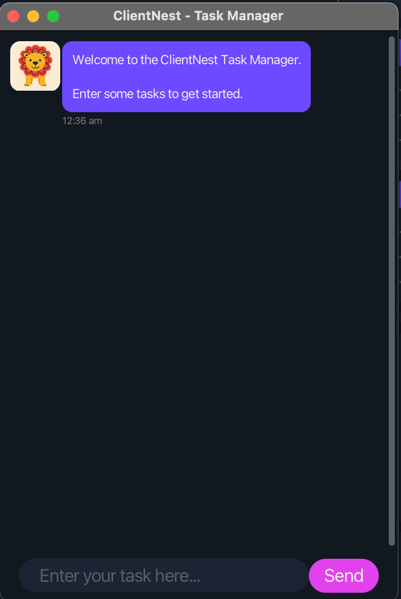 ClientNest - Task Manager
Welcome to the ClientNest Task Manager.
Enter some tasks to get started.
12:36 am
Enter your task here...
Send